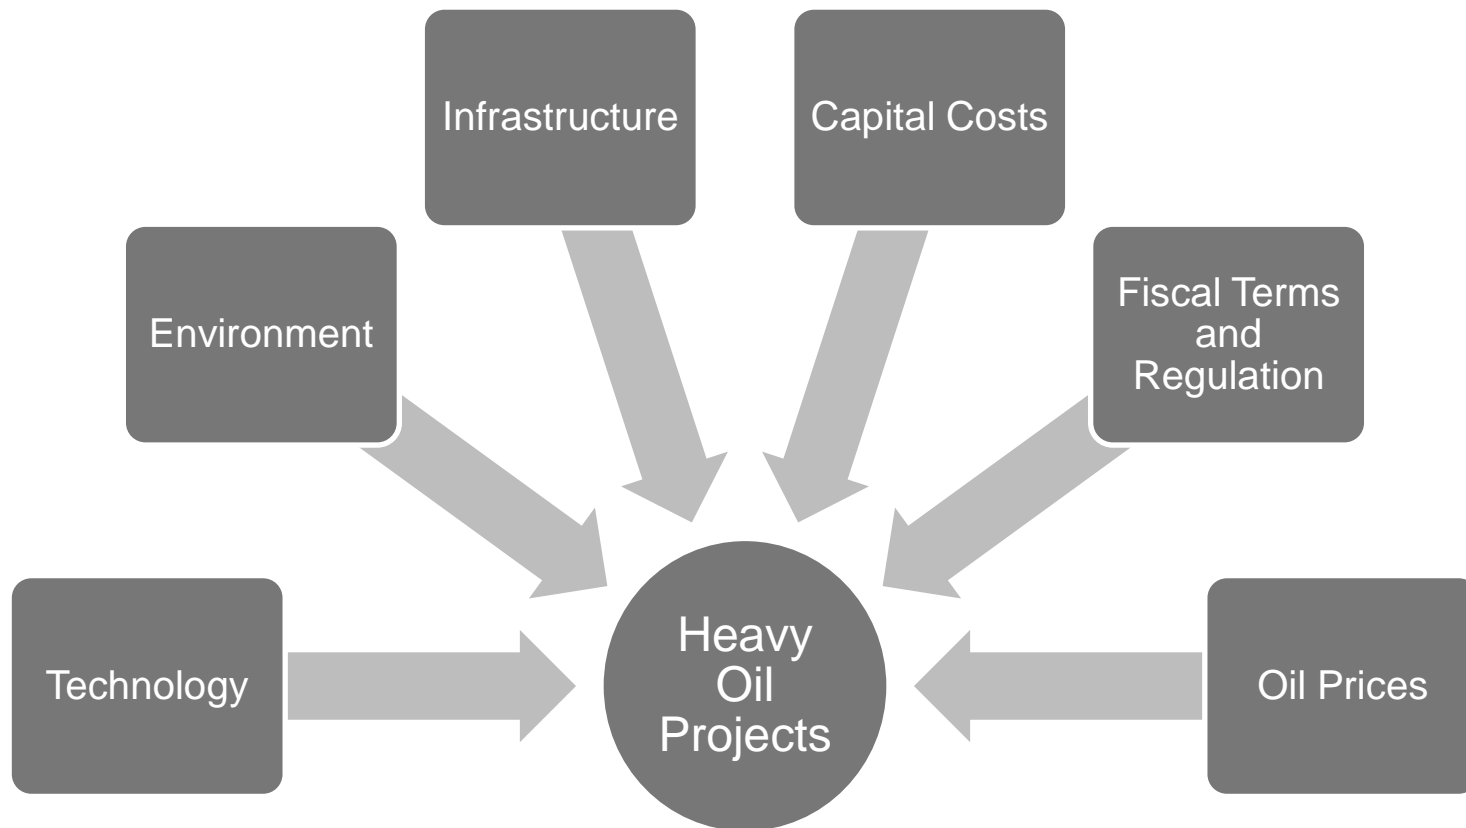 Infrastructure
Capital Costs
Environment
Fiscal Terms
and
Regulation
Technology
Heavy
Oil
Projects
Oil Prices